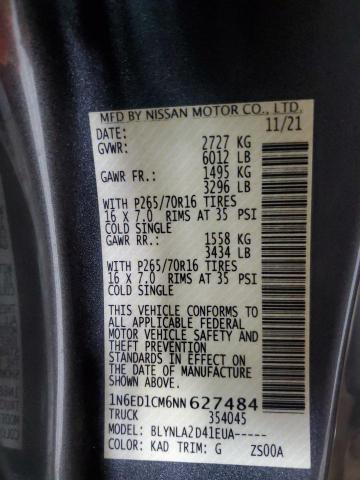 MFD BY NISSAN MOTOR CO., LTD.
DATE: 11/21
GVWR: 2727 KG
6012 LB
GAWR FR.: 1495 KG
3296 LB
WITH P265/70R16 TIRES
16 X 7.0 RIMS AT 35 PSI
COLD SINGLE
GAWR RR.: 1558 KG
3434 LB
WITH P265/70R16 TIRES
16 X 7.0 RIMS AT 35 PSI
COLD SINGLE
THIS VEHICLE CONFORMS TO
ALL APPLICABLE FEDERAL
MOTOR VEHICLE SAFETY AND
THEFT PREVENTION
STANDARDS IN EFFECT ON
THE DATE OF MANUFACTURE
SHOWN ABOVE.
1N6ED1CM6NN 627484
TRUCK 354045
MODEL: BLYNLA2D41EUA-----
COLOR: KAD TRIM: G ZS00A